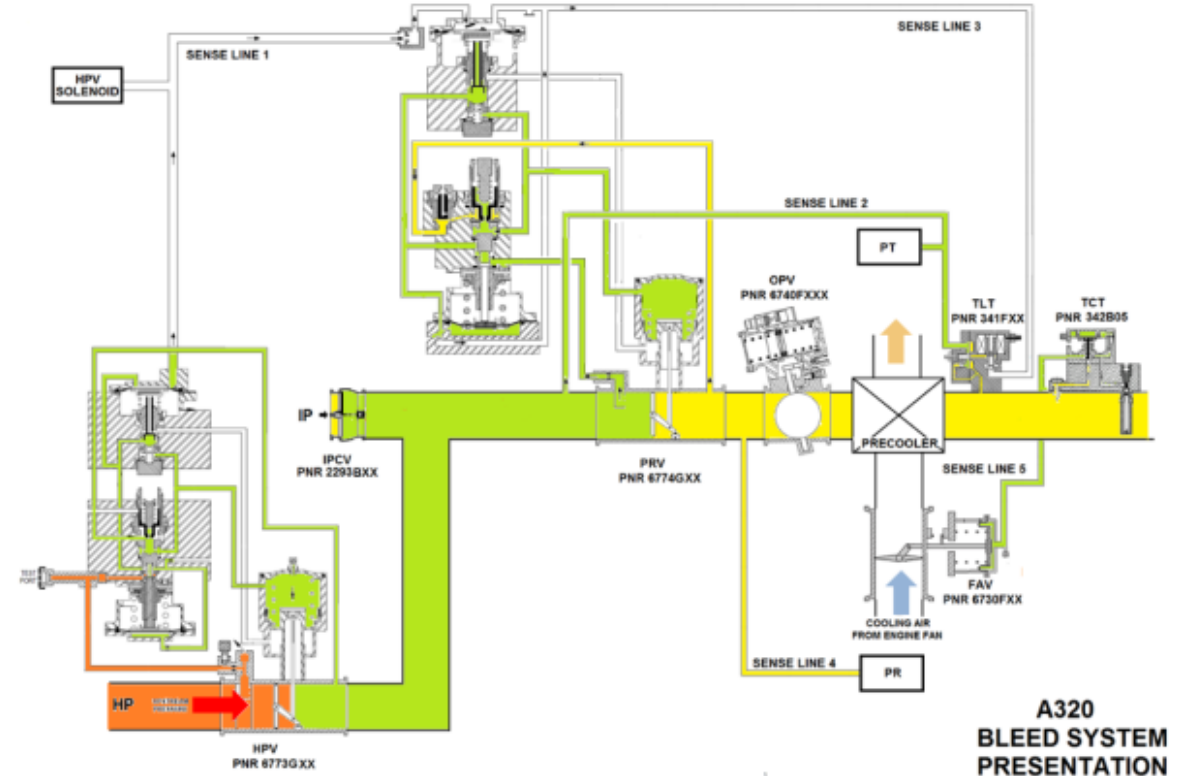 SENSE LINE 3
SENSE LINE 1
HPV
SOLENOID
SENSE LINE 2
PT
OPV
PNR 6740FXXX
TLT
PNR 341FXX
TCT
PNR 342B05
IP
IPCV
PNR 2293BXX
PRV
PNR 6774GXX
PRECOOLER
SENSE LINE 5
TEST
PORT
FAV
PNR 6730FXX
COOLING AIR
FROM ENGINE FAN
SENSE LINE 4
PR
HP
HPV
PNR 6773GXX
A320
BLEED SYSTEM
PRESENTATION